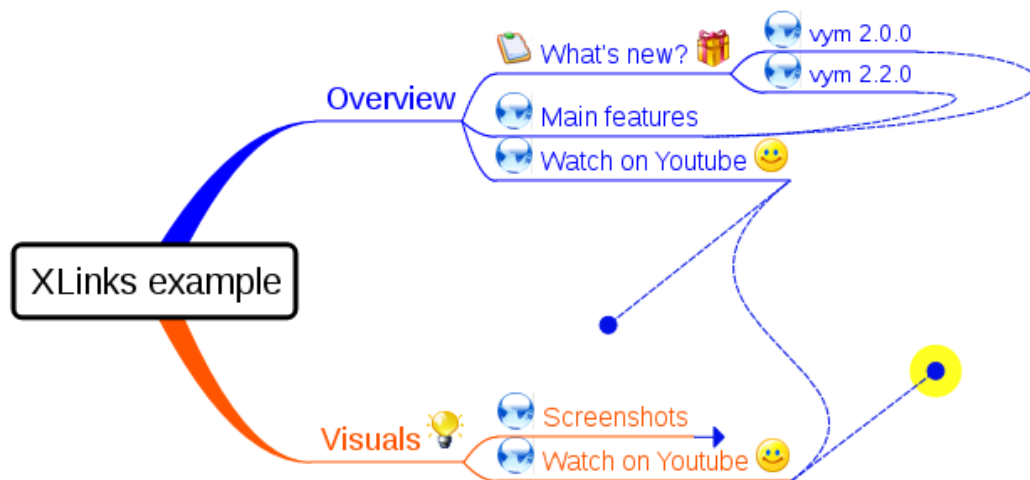 XLinks example
Overview
What's new?
vym 2.0.0
vym 2.2.0
Main features
Watch on Youtube
Visuals
Screenshots
Watch on Youtube